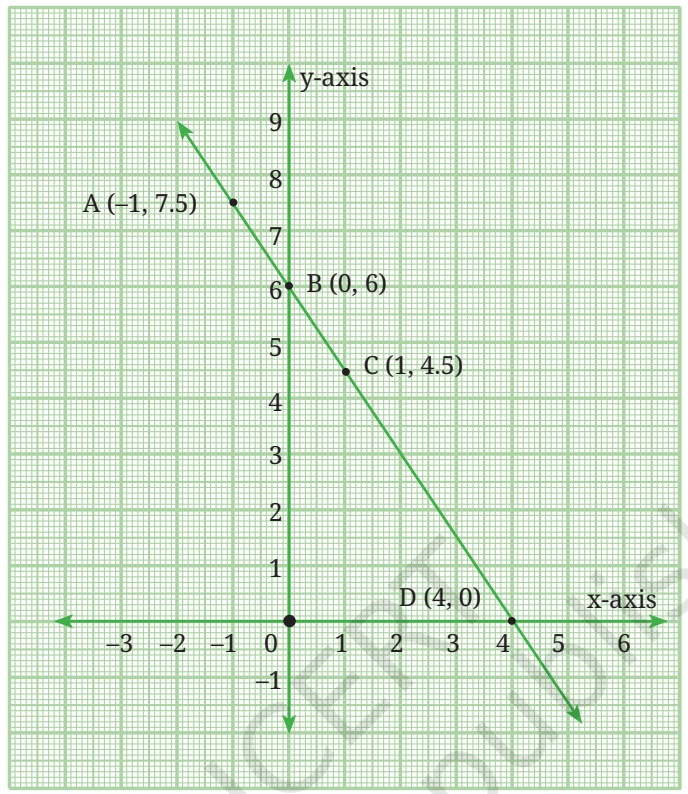 y-axis
9
8
A (–1, 7.5)
7
B (0, 6)
6
5
C (1, 4.5)
4
3
2
1
D (4, 0)
x-axis
–3 –2 –1 0 1 2 3 4 5 6
–1
NCERT